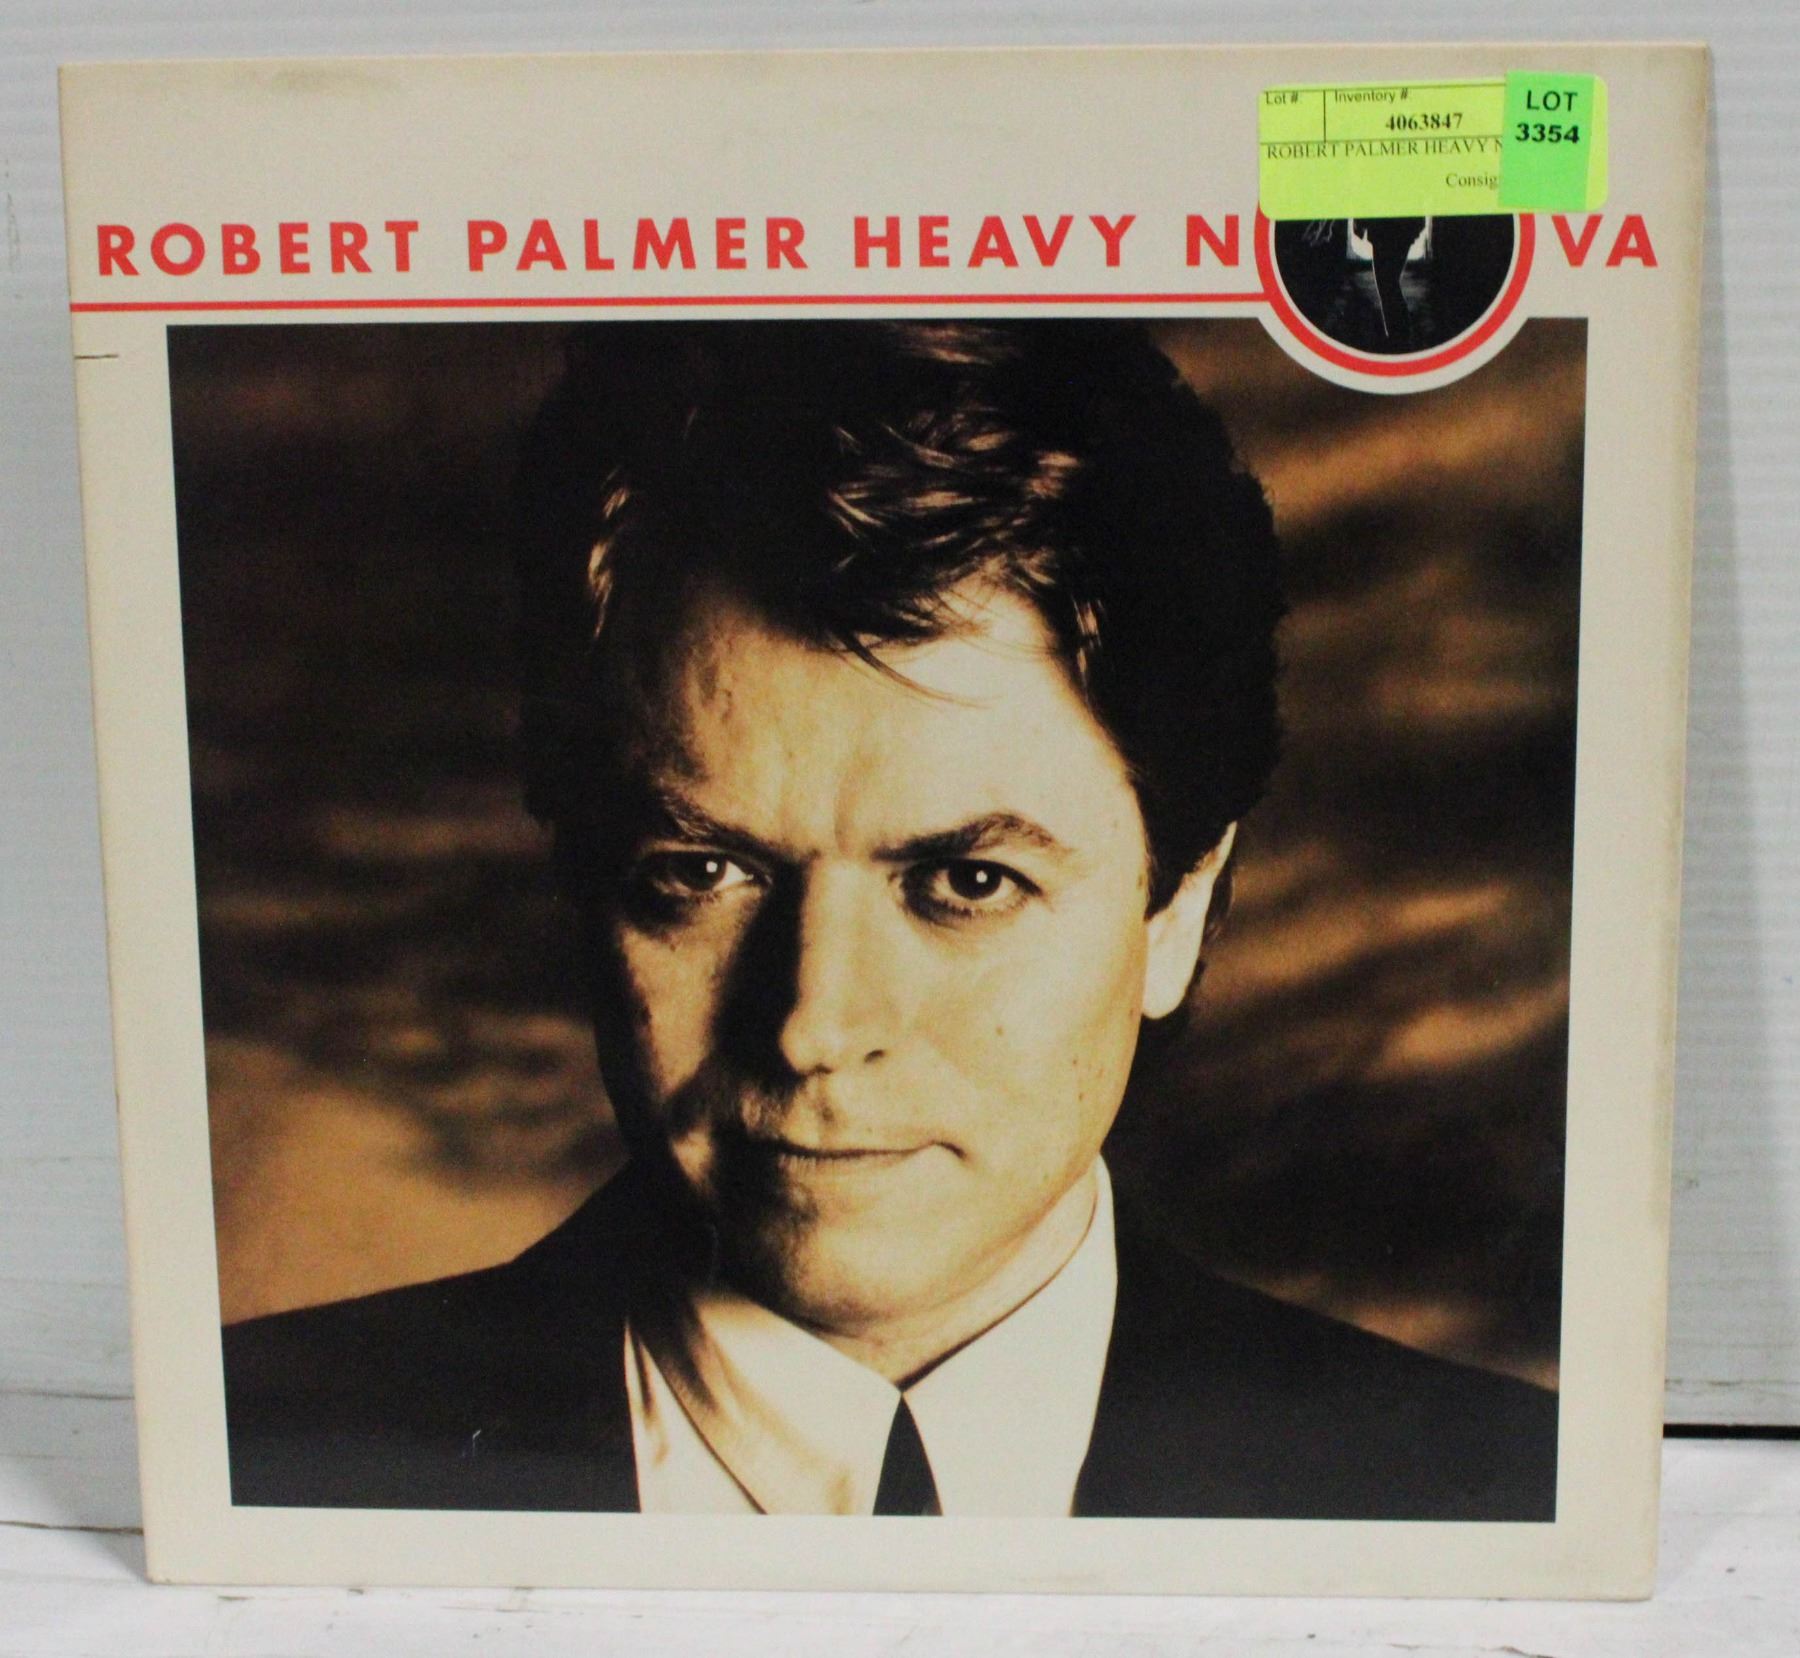 Lot #.
Inventory #.
4063847
ROBERT PALMER HEAVY N
Consig
LOT
3354
ROBERT PALMER HEAVY N VA